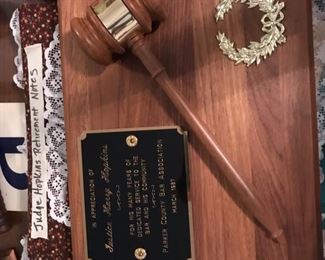 Judge Hopkins Retirement Notes
IN APPRECIATION OF
Justice Harry Hopkins
FOR HIS MANY YEARS OF
DEDICATED SERVICE TO THE
BAR AND HIS COMMUNITY
PARKER COUNTY BAR ASSOCIATION
MARCH 1997